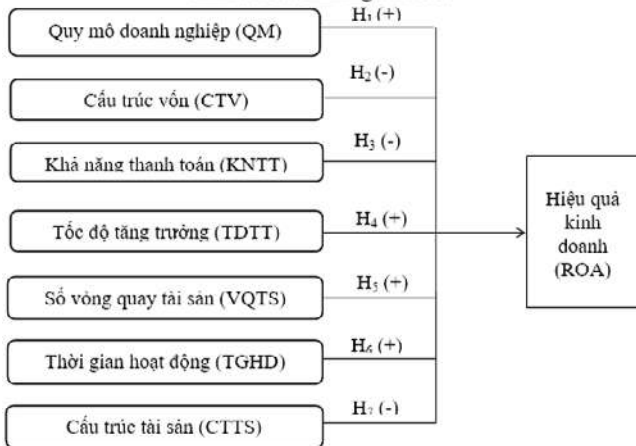 H₁ (+)
Quy mô doanh nghiệp (QM)
H₂ (-)
Cấu trúc vốn (CTV)
H₃ (-)
Khả năng thanh toán (KNTT)
H₄ (+)
Tốc độ tăng trưởng (TDTT)
H₅ (+)
Số vòng quay tài sản (VQTS)
H₆ (+)
Thời gian hoạt động (TGHD)
H₇ (-)
Cấu trúc tài sản (CTTS)
Hiệu quả
kinh
doanh
(ROA)